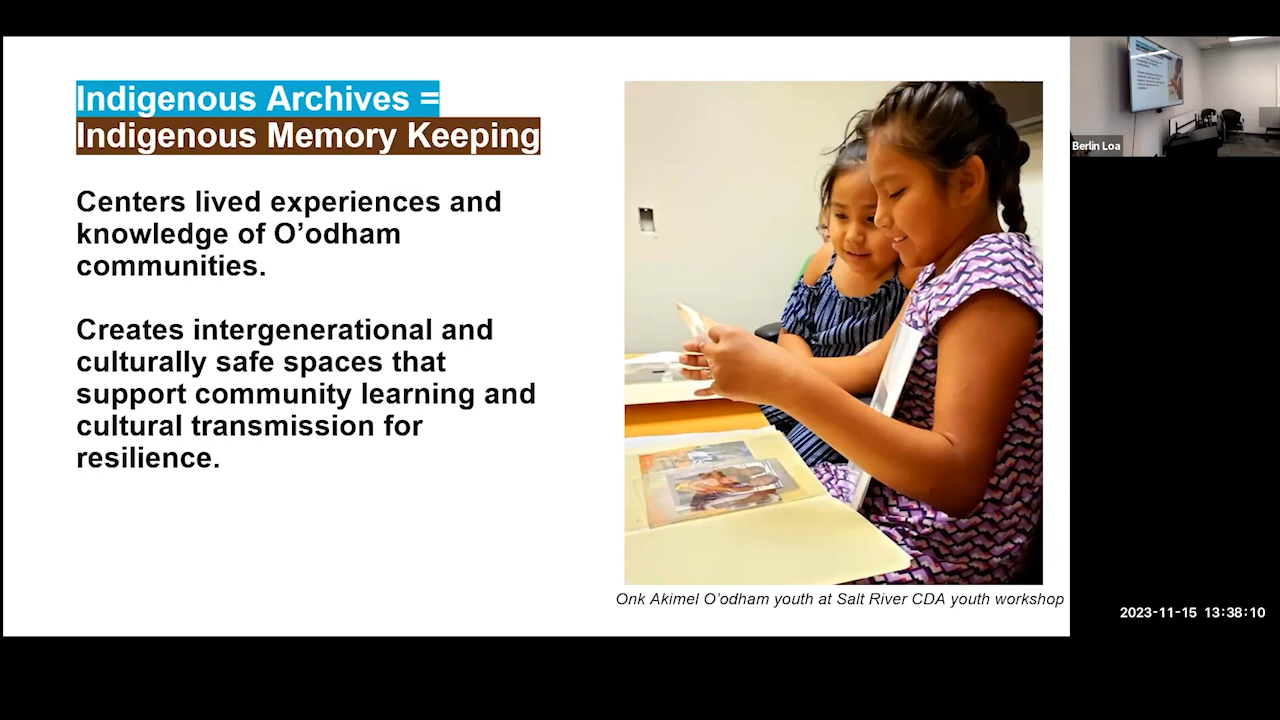 Indigenous Archives =
Indigenous Memory Keeping
Centers lived experiences and
knowledge of O’odham
communities.
Creates intergenerational and
culturally safe spaces that
support community learning and
cultural transmission for
resilience.
Onk Akimel O’odham youth at Salt River CDA youth workshop
Berlin Loa
2023-11-15 13:38:10